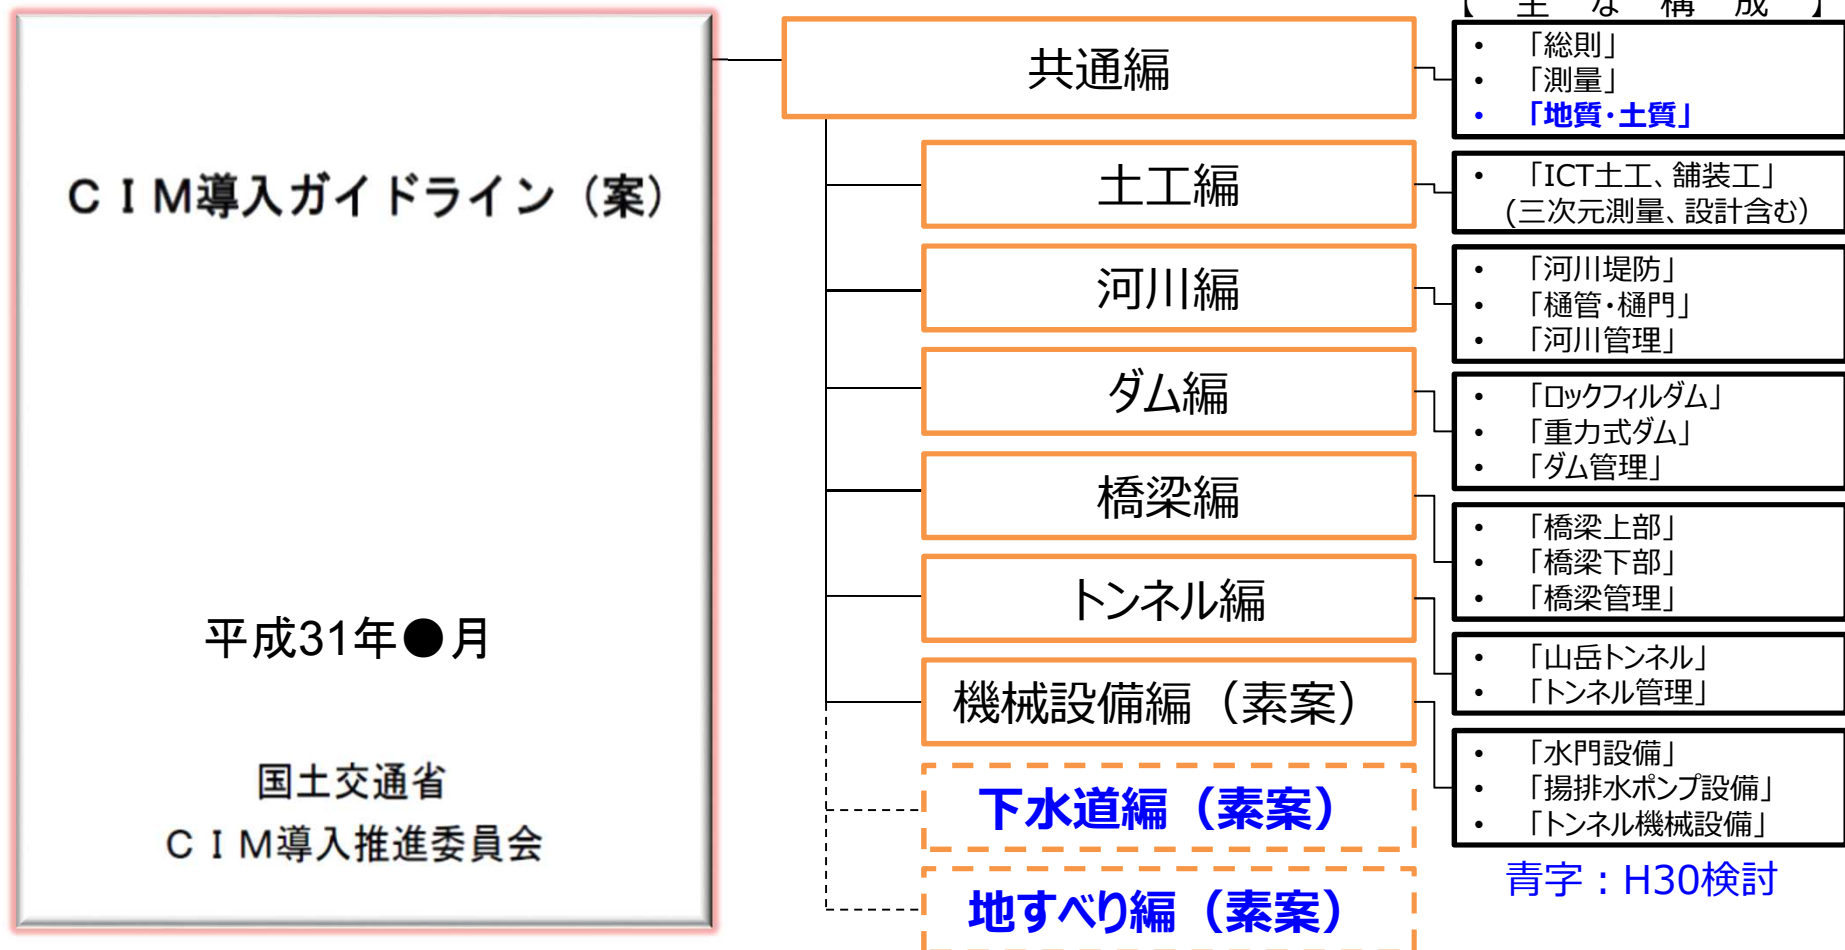 CIM導入ガイドライン（案）
平成31年●月
国土交通省
CIM導入推進委員会
共通編
土工編
河川編
ダム編
橋梁編
トンネル編
機械設備編（素案）
下水道編（素案）
地すべり編（素案）
【主な構成】
• 「総則」
• 「測量」
• 「地質・土質」
• 「ICT土工、舗装工」
(三次元測量、設計含む)
• 「河川堤防」
• 「樋管・樋門」
• 「河川管理」
• 「ロックフィルダム」
• 「重力式ダム」
• 「ダム管理」
• 「橋梁上部」
• 「橋梁下部」
• 「橋梁管理」
• 「山岳トンネル」
• 「トンネル管理」
• 「水門設備」
• 「揚排水ポンプ設備」
• 「トンネル機械設備」
青字：H30検討